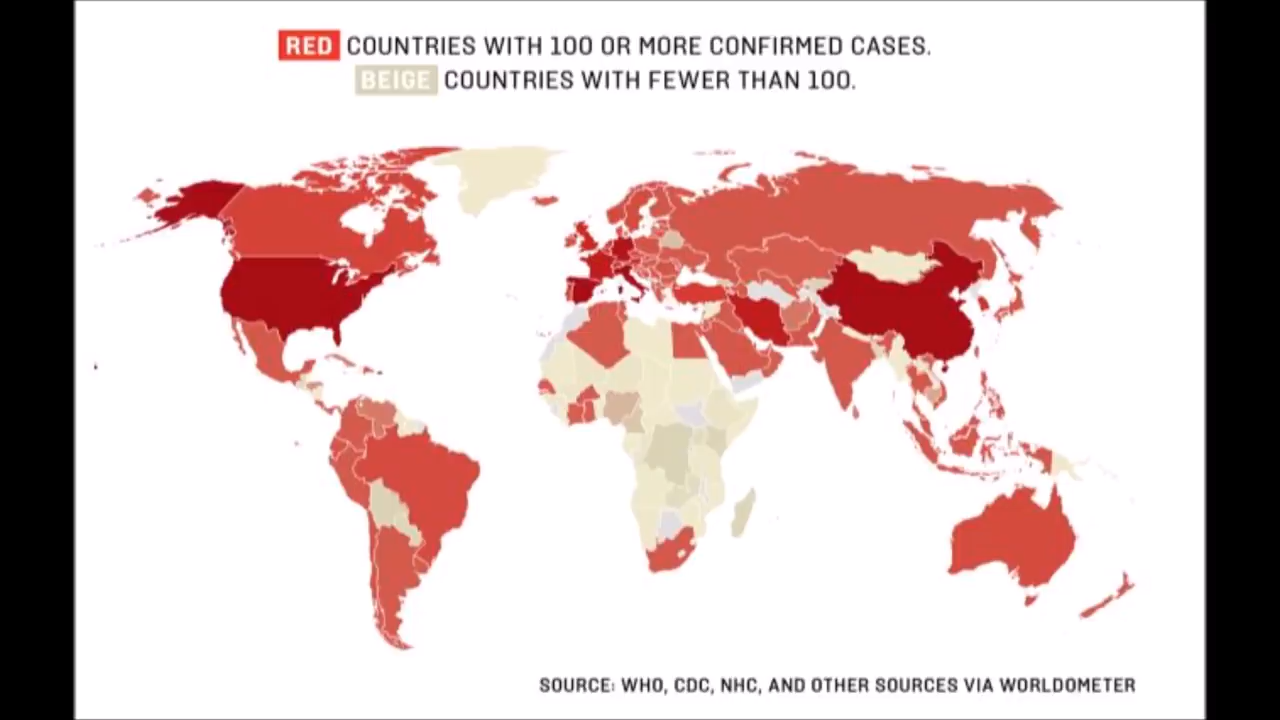 RED COUNTRIES WITH 100 OR MORE CONFIRMED CASES.
BEIGE COUNTRIES WITH FEWER THAN 100.
SOURCE: WHO, CDC, NHC, AND OTHER SOURCES VIA WORLDOMETER